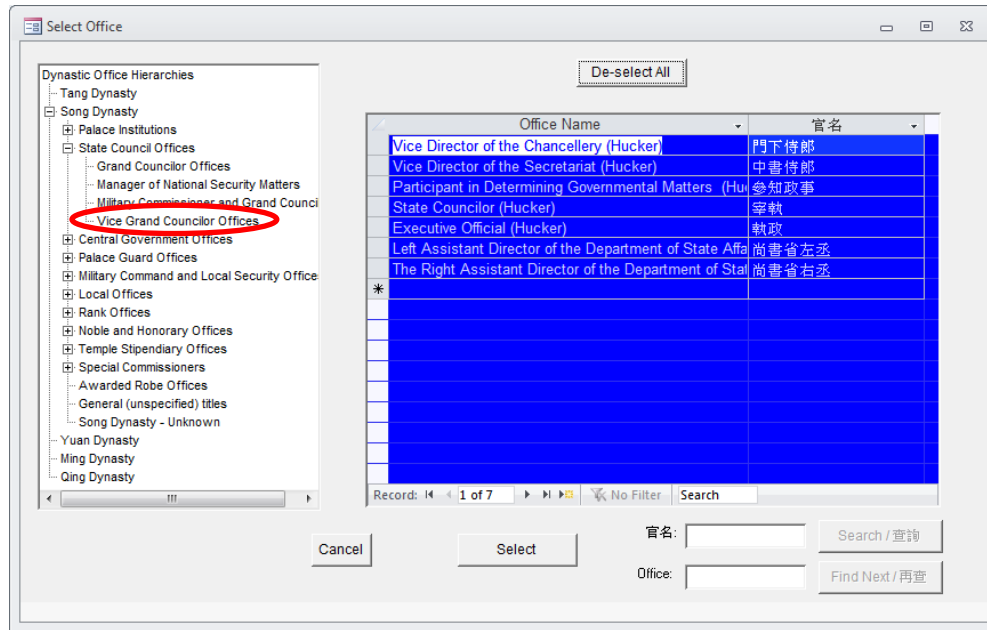 Select Office
Dynastic Office Hierarchies
Tang Dynasty
Song Dynasty
Palace Institutions
State Council Offices
Grand Councilor Offices
Manager of National Security Matters
Military Commissioner and Grand Counci
Vice Grand Councilor Offices
Central Government Offices
Palace Guard Offices
Military Command and Local Security Office
Local Offices
Rank Offices
Noble and Honorary Offices
Temple Stipendiary Offices
Special Commissioners
Awarded Robe Offices
General (unspecified) titles
Song Dynasty - Unknown
Yuan Dynasty
Ming Dynasty
Qing Dynasty
De-select All
Office Name 官名
Vice Director of the Chancellery (Hucker) 門下侍郎
Vice Director of the Secretariat (Hucker) 中書侍郎
Participant in Determining Governmental Matters (Hu 參知政事
State Councilor (Hucker) 宰執
Executive Official (Hucker) 執政
Left Assistant Director of the Department of State Affa 尚書省左丞
The Right Assistant Director of the Department of Stat 尚書省右丞
Record: 1 of 7 No Filter Search
官名: Search / 查詢
Cancel Select
Office: Find Next / 再查